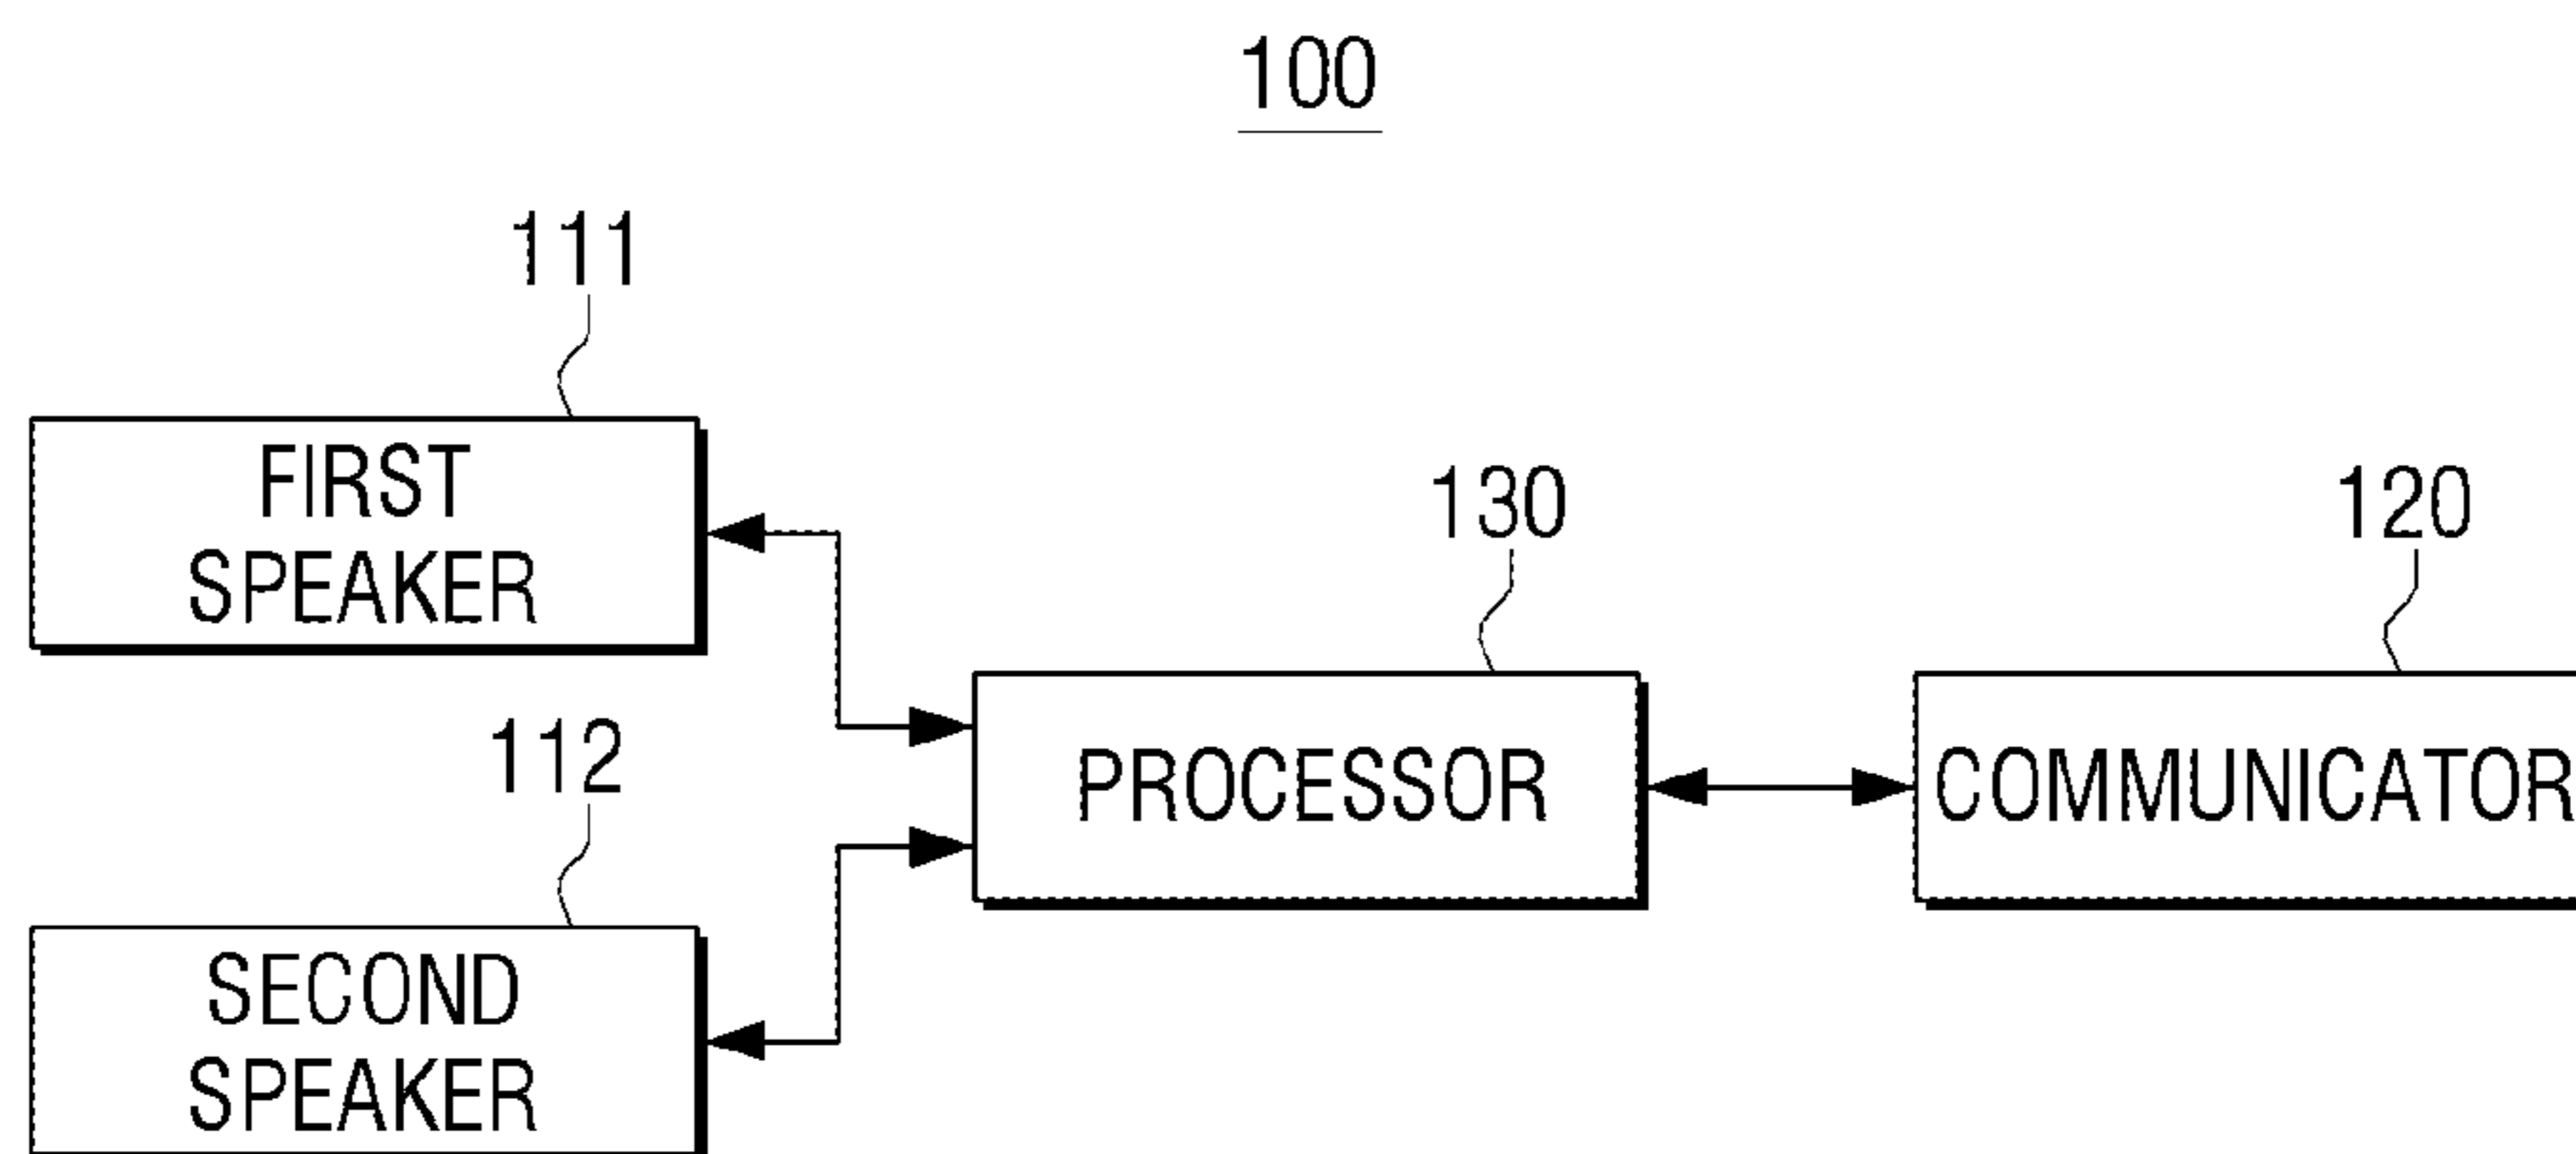 100
111
FIRST
SPEAKER
130
120
112
PROCESSOR
COMMUNICATOR
SECOND
SPEAKER